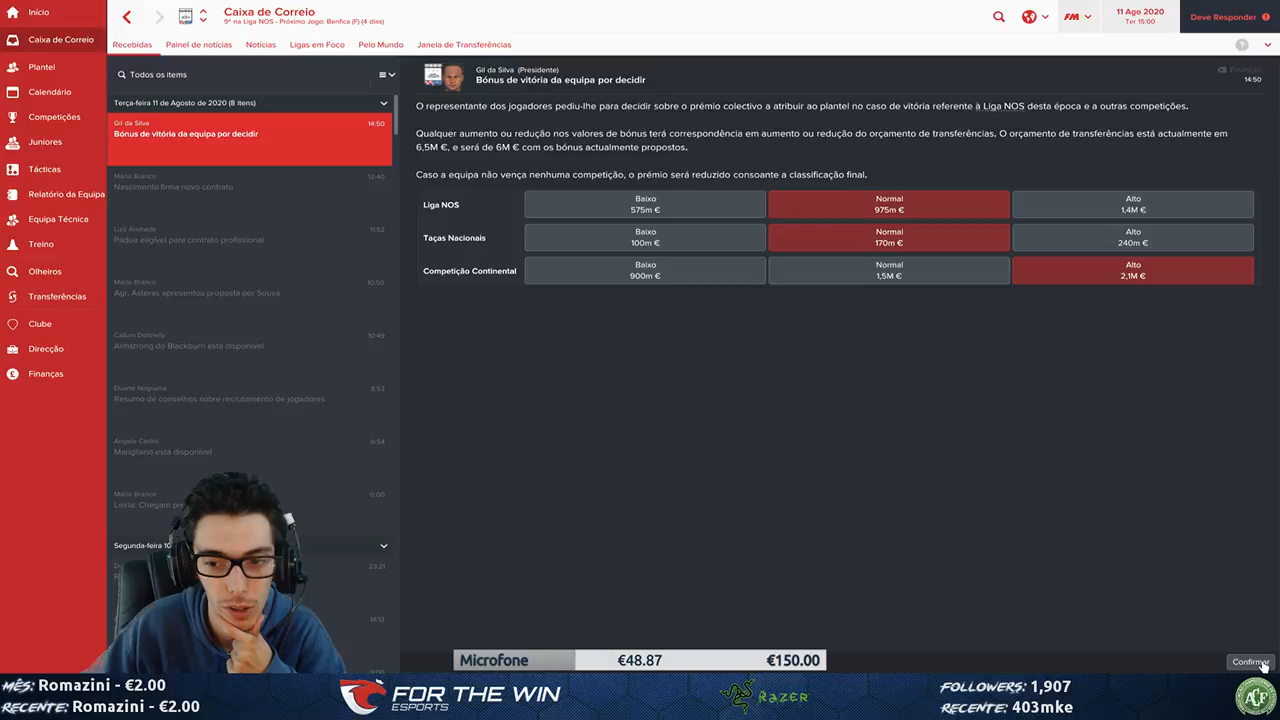 Início
Caixa de Correio
Plantel
Calendário
Competições
Juniores
Tácticas
Relatório da Equipa
Equipa Técnica
Treino
Olheiros
Transferências
Clube
Direcção
Finanças
Caixa de Correio
9º na Liga NOS - Próximo Jogo: Benfica (F) (4 dias)
FM
11 Ago 2020
Ter 15:00
Deve Responder
Recebidas
Painel de notícias
Notícias
Ligas em Foco
Pelo Mundo
Janela de Transferências
Todos os items
Terça-feira 11 de Agosto de 2020 (8 itens)
Gil da Silva 14:50
Bónus de vitória da equipa por decidir
Mário Branco 12:40
Nascimento firma novo contrato
Luís Andrade 11:52
Pádua eligível para contrato profissional
Mário Branco 10:50
Agr. Asteras apresentou proposta por Sousa
Callum Donnelly 10:49
Armstrong do Blackburn está disponível
Duarte Nogueira 8:53
Resumo de conselhos sobre recrutamento de jogadores
Angelo Carlini 6:54
Marigliano está disponível
Mário Branco 0:00
Leiria: Chegam
Segunda-feira 10
23:21
14:13
Gil da Silva (Presidente)
Bónus de vitória da equipa por decidir
Finanças
14:50
O representante dos jogadores pediu-lhe para decidir sobre o prémio colectivo a atribuir ao plantel no caso de vitória referente à Liga NOS desta época e a outras competições.
Qualquer aumento ou redução nos valores de bónus terá correspondência em aumento ou redução no orçamento de transferências. O orçamento de transferências está actualmente em
6,5M €, e será de 6M € com os bónus actualmente propostos.
Caso a equipa não vença nenhuma competição, o prémio será reduzido consoante a classificação final.
Liga NOS
Baixo
575m €
Normal
975m €
Alto
1,4M €
Taças Nacionais
Baixo
100m €
Normal
170m €
Alto
240m €
Competição Continental
Baixo
900m €
Normal
1,5M €
Alto
2,1M €
Confirmar
Microfone €48.87 €150.00
MÊS: Romazini - €2.00
RECENTE: Romazini - €2.00
FOR THE WIN
ESPORTS
RAZER
FOLLOWERS: 1,907
RECENTE: 403mke
ACF